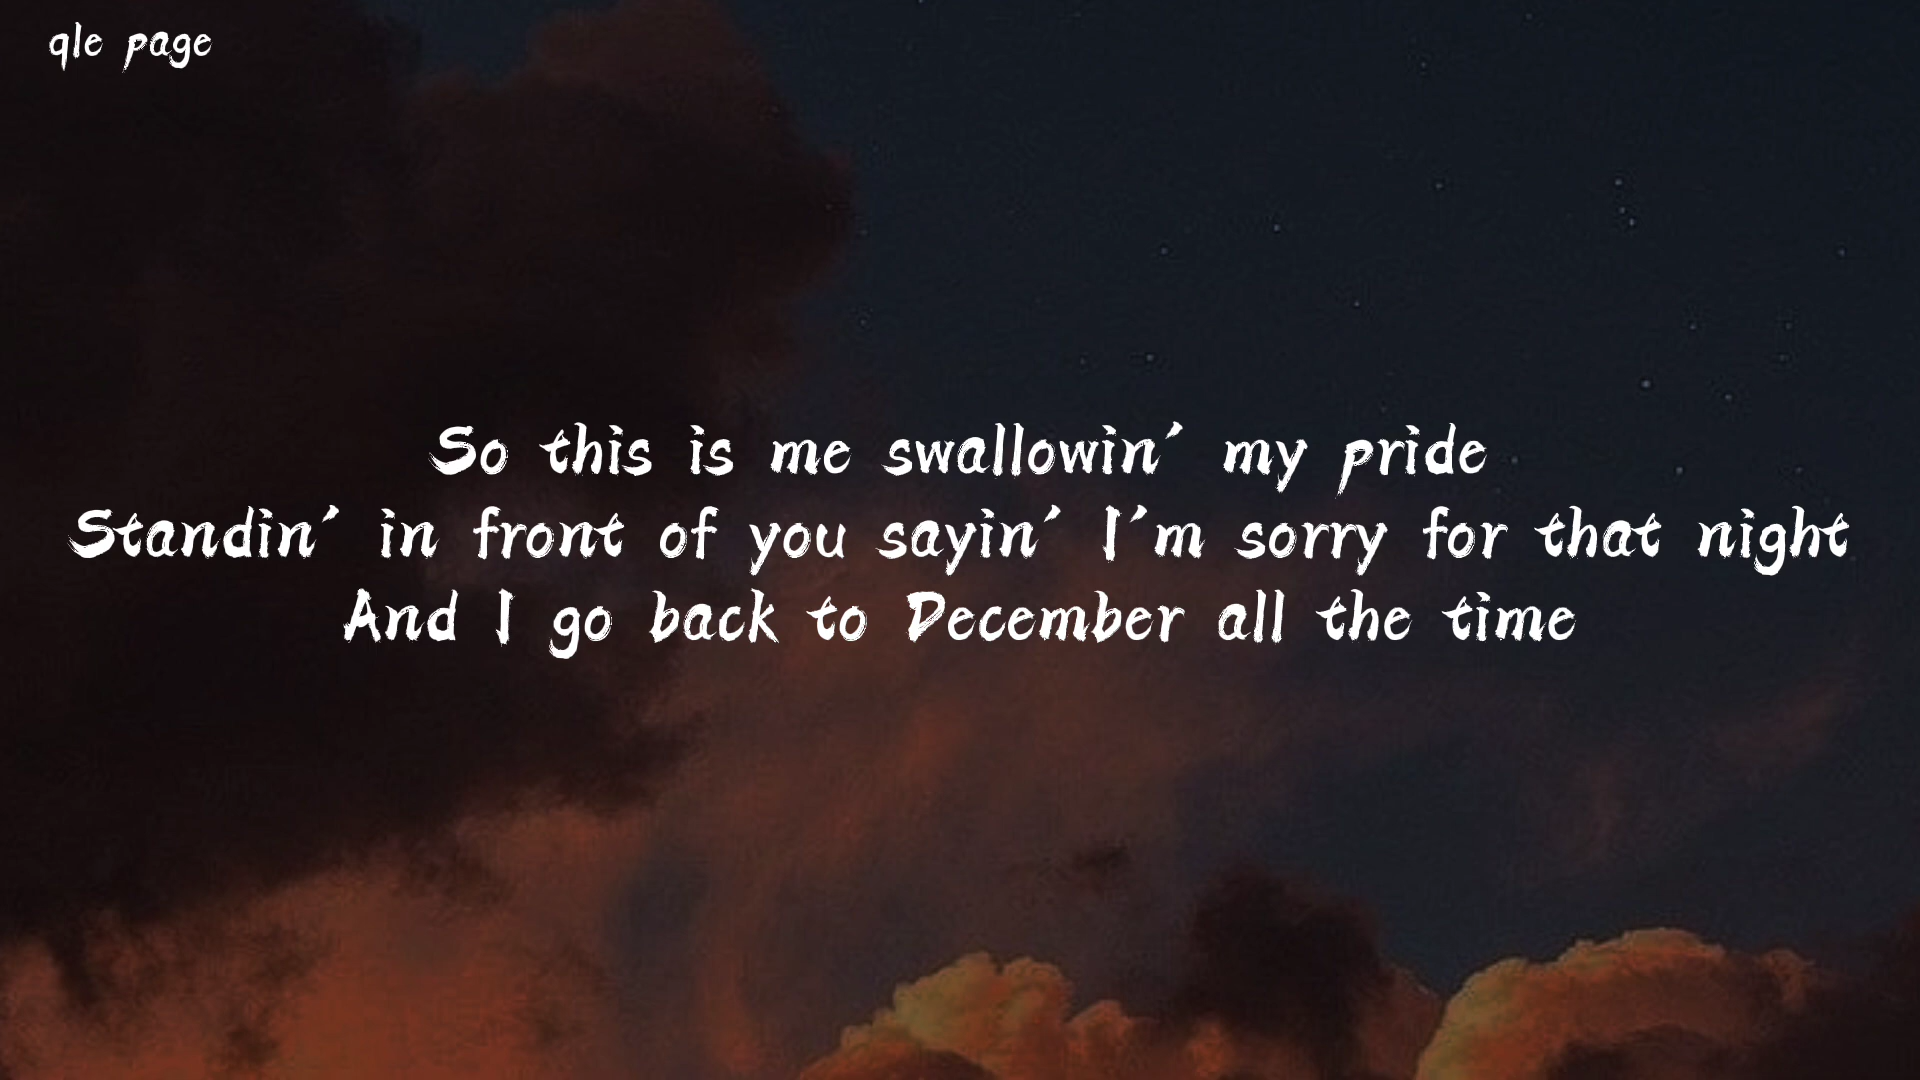 qle page
So this is me swallowin' my pride
Standin' in front of you sayin' I'm sorry for that night
And I go back to December all the time